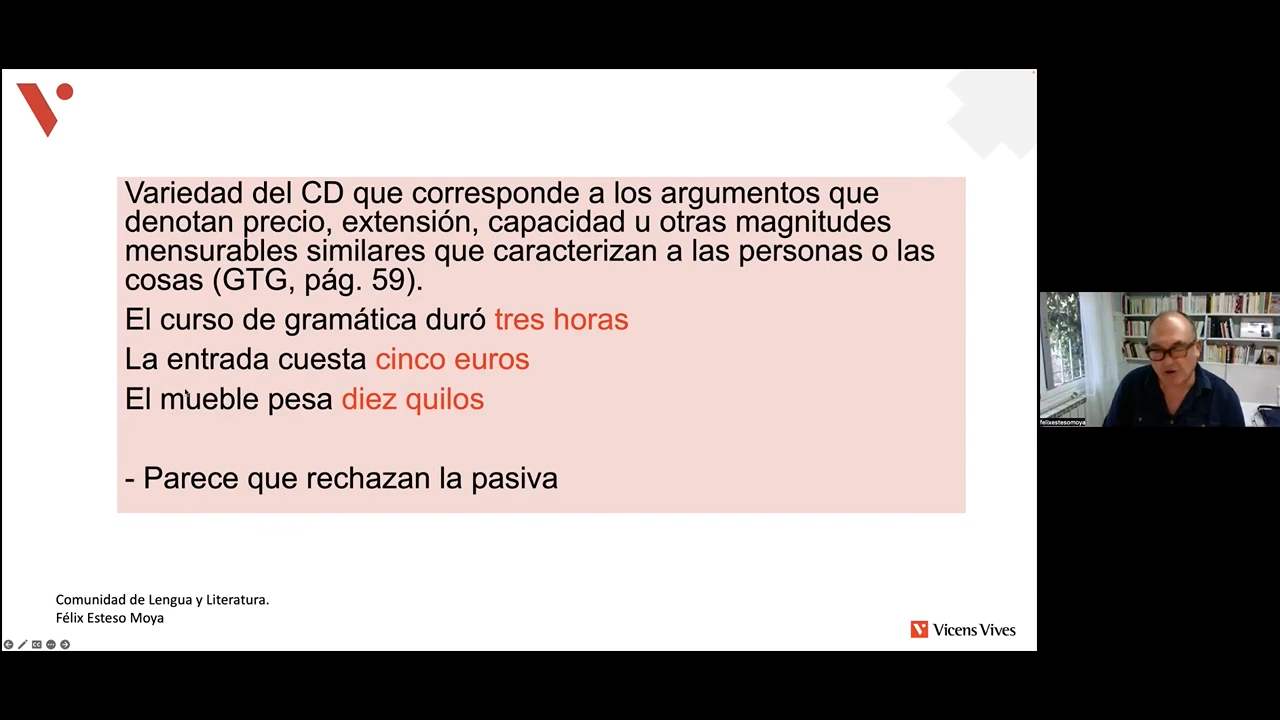 Variedad del CD que corresponde a los argumentos que
denotan precio, extensión, capacidad u otras magnitudes
mensurables similares que caracterizan a las personas o las
cosas (GTG, pág. 59).
El curso de gramática duró tres horas
La entrada cuesta cinco euros
El mueble pesa diez quilos
- Parece que rechazan la pasiva
felixestesomoya
Comunidad de Lengua y Literatura.
Félix Esteso Moya
Vicens Vives